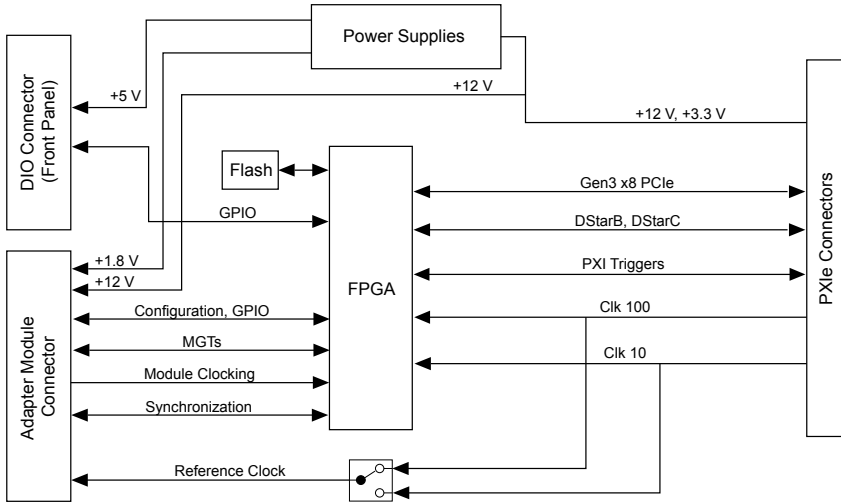 Power Supplies
DIO Connector
(Front Panel)
+5 V
+12 V
+12 V, +3.3 V
Flash
Gen3 x8 PCIe
GPIO
DStarB, DStarC
+1.8 V
PXI Triggers
+12 V
FPGA
PXIe Connectors
Configuration, GPIO
Clk 100
MGTs
Clk 10
Module Clocking
Adapter Module
Connector
Synchronization
Reference Clock